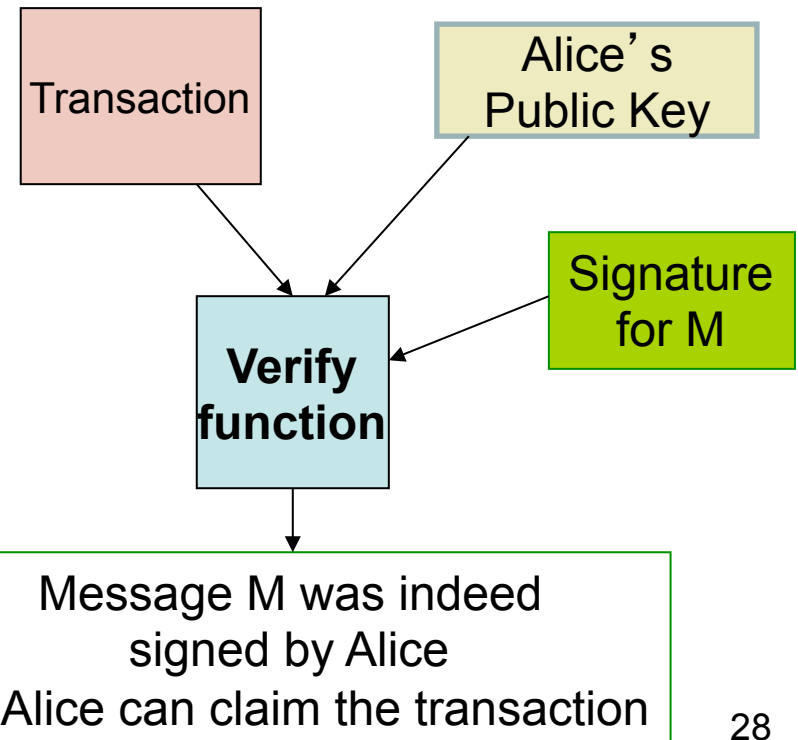 Transaction
Alice’s
Public Key
Signature
for M
Verify
function
Message M was indeed
signed by Alice
Alice can claim the transaction
28